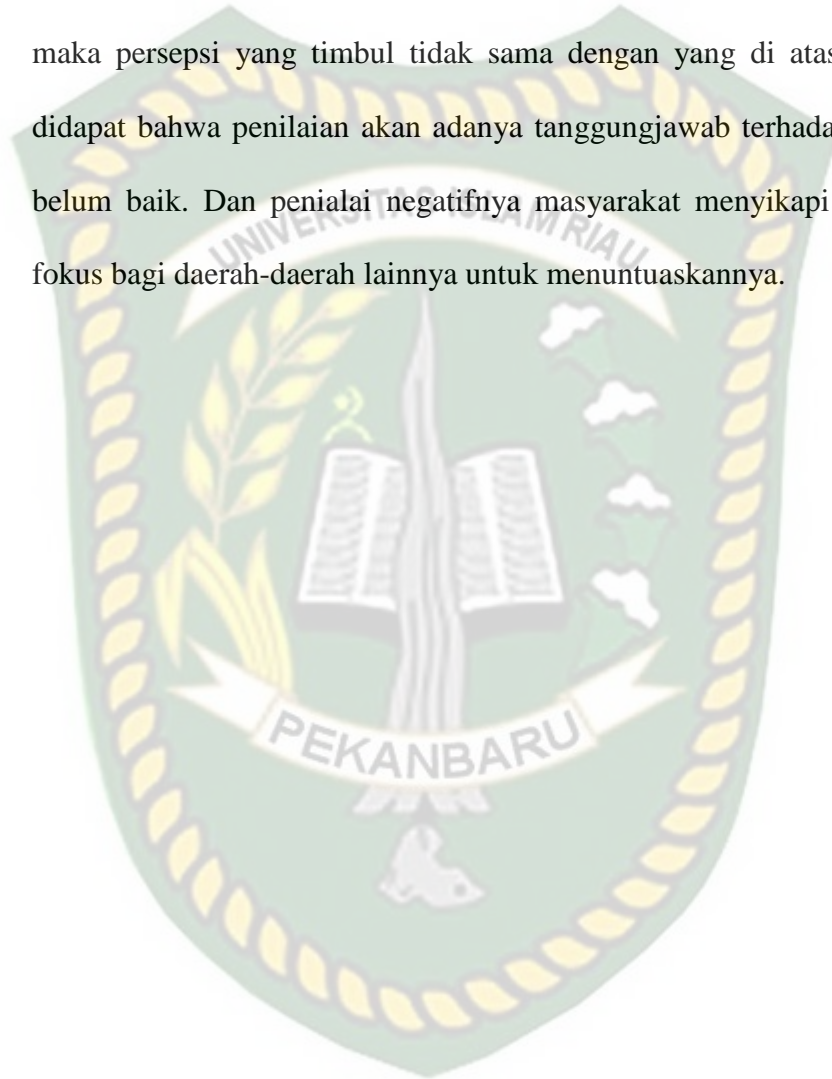 maka persepsi yang timbul tidak sama dengan yang di atas
didapat bahwa penilaian akan adanya tanggungjawab terhada
belum baik. Dan penialai negatifnya masyarakat menyikapi
fokus bagi daerah-daerah lainnya untuk menuntuaskannya.
UNIVERSITAS ISLAM RIAU
PEKANBARU